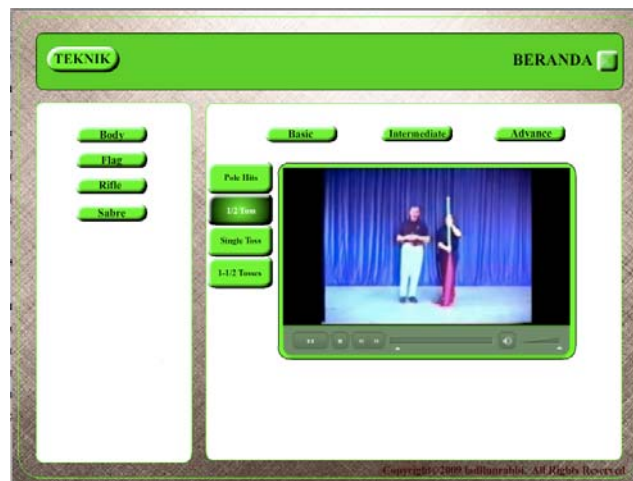 TEKNIK
BERANDA
Body
Flag
Rifle
Sabre
Basic
Intermediate
Advance
Pole Hits
1/2 Toss
Single Toss
1-1/2 Tosses
Copyright©2009 All Rights Reserved